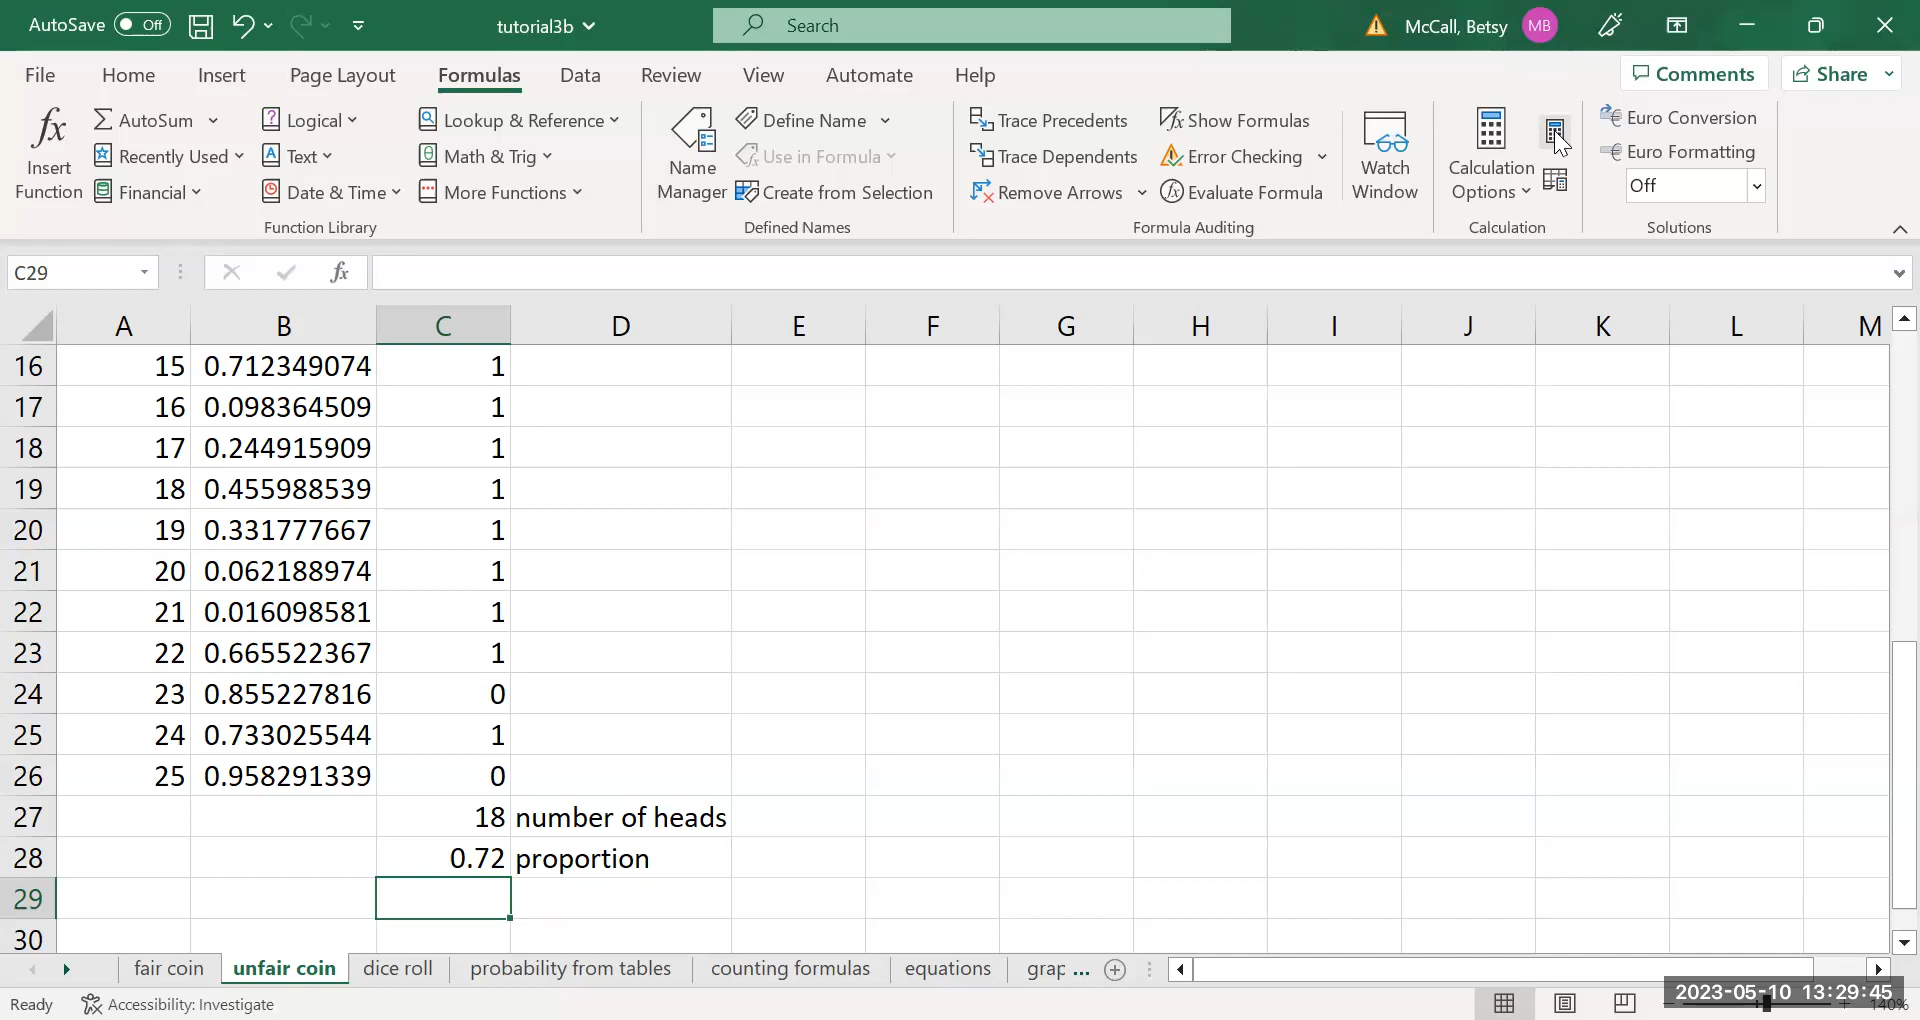 AutoSave Off
tutorial3b
Search
McCall, Betsy MB
File Home Insert Page Layout Formulas Data Review View Automate Help
Comments Share
fx Insert Function
AutoSum
Recently Used
Financial
Logical
Text
Date & Time
Lookup & Reference
Math & Trig
More Functions
Function Library
Name Manager
Define Name
Use in Formula
Create from Selection
Defined Names
Trace Precedents
Trace Dependents
Remove Arrows
Show Formulas
Error Checking
Evaluate Formula
Formula Auditing
Watch Window
Calculation Options
Calculation
Euro Conversion
Euro Formatting
Off
Solutions
C29 fx
A B C D E F G H I J K L M
16 15 0.712349074 1
17 16 0.098364509 1
18 17 0.244915909 1
19 18 0.455988539 1
20 19 0.331777667 1
21 20 0.062188974 1
22 21 0.016098581 1
23 22 0.665522367 1
24 23 0.855227816 0
25 24 0.733025544 1
26 25 0.958291339 0
27 18 number of heads
28 0.72 proportion
29
30
fair coin unfair coin dice roll probability from tables counting formulas equations grap ...
Ready Accessibility: Investigate
2023-05-10 13:29:45
140%